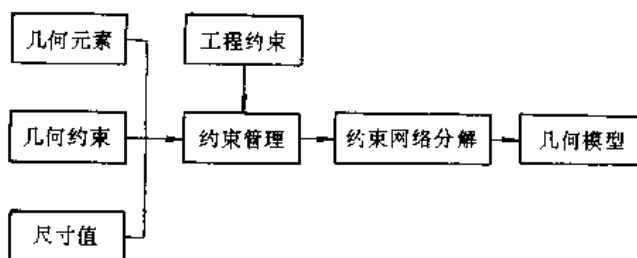 几何元素
工程约束
几何约束
约束管理
约束网络分解
几何模型
尺寸值